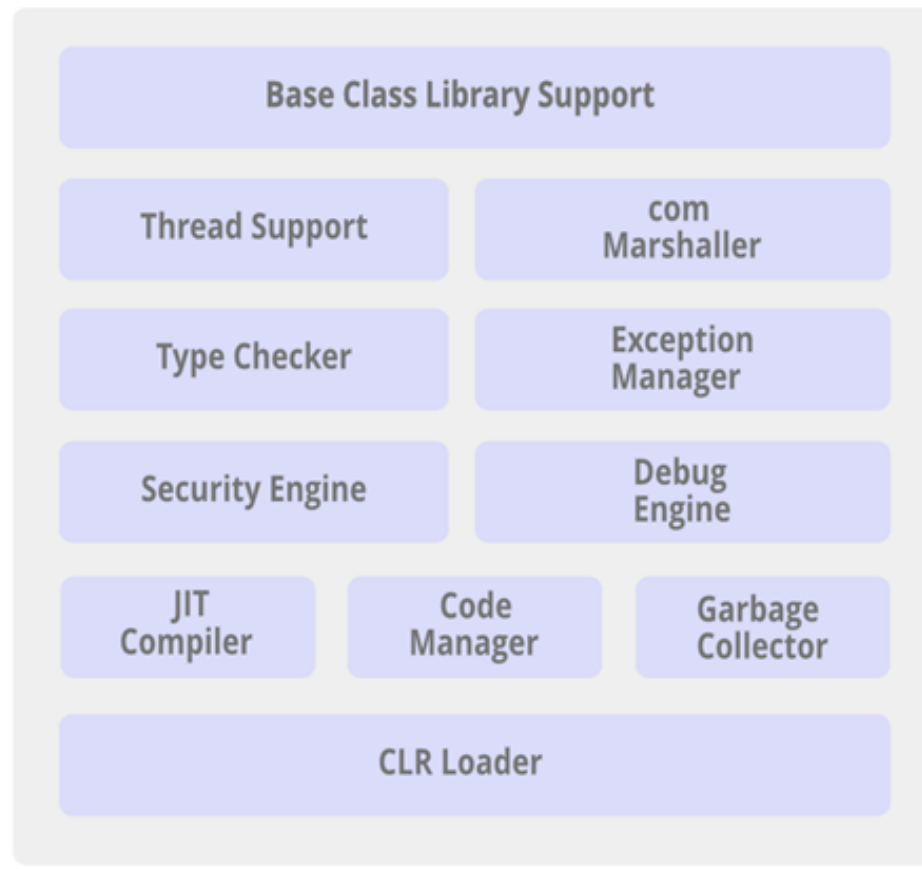 Base Class Library Support
Thread Support
com
Marshaller
Type Checker
Exception
Manager
Security Engine
Debug
Engine
JIT
Compiler
Code
Manager
Garbage
Collector
CLR Loader